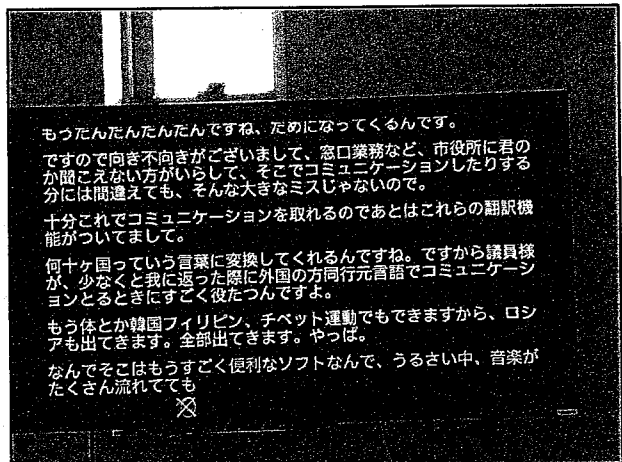 もうだんだんだんだんですね、だめになってくるんです。
ですので向き不向きがございまして、窓口業務など、市役所に君の
か聞こえない方がいらして、そこでコミュニケーションしたりする
分には間違えても、そんな大きなミスじゃないので。
十分これでコミュニケーションを取れるのであとはこれらの翻訳機
能がついてまして。
何十ヶ国っていう言葉に変換してくれるんですね。ですから議員様
が、少なくと我に返った際に外国の方同行元言語でコミュニケーシ
ョンとるときにすごく役だつんですよ。
もう体とか韓国フィリピン、チベット運動でもできますから、ロシ
アも出てきます。全部出てきます。やっぱ。
なんでそこはもうすごく便利なソフトなんで、うるさい中、音楽が
たくさん流れてても